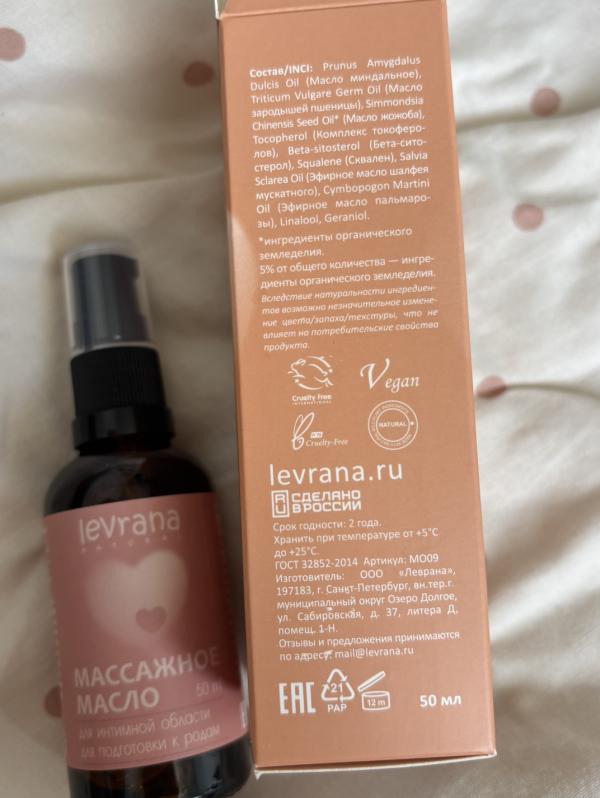 Состав/INCI: Prunus Amygdalus
Dulcis Oil (Масло миндальное),
Triticum Vulgare Germ Oil (Масло
зародышей пшеницы), Simmondsia
Chinensis Seed Oil* (Масло жожоба),
Tocopherol (Комплекс токоферо-
лов), Beta-sitosterol (Бета-сито-
стерол), Squalene (Сквален), Salvia
Sclarea Oil (Эфирное масло шалфея
мускатного), Cymbopogon Martini
Oil (Эфирное масло пальмаро-
зы), Linalool, Geraniol.
*ингредиенты органического
земледелия.
5% от общего количества — ингре-
диенты органического земледелия.
Вследствие натуральности ингредиен-
тов возможно незначительное измене-
ние цвета/запаха/текстуры, что не
влияет на потребительские свойства
продукта.
Cruelty Free
INTERNATIONAL
Vegan
Cruelty-Free
NATURAL
levrana.ru
СДЕЛАНО
В РОССИИ
Срок годности: 2 года.
Хранить при температуре от +5°C
до +25°C.
ГОСТ 32852-2014 Артикул: MO09
Изготовитель: ООО «Леврана»,
197183, г. Санкт-Петербург, вн.тер.г.
муниципальный округ Озеро Долгое,
ул. Сабировская, д. 37, литера Д,
помещ. 1-Н.
Отзывы и предложения принимаются
по адресу: mail@levrana.ru
EAC
21
PAP
12 m
50 мл
levrana
NATURAL
МАССАЖНОЕ
МАСЛО
50 m
для интимной области
для подготовки к родам